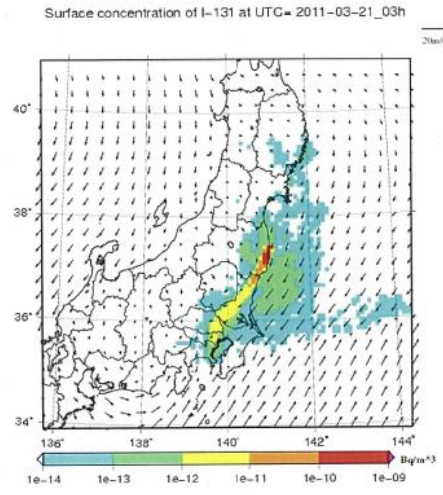 Surface concentration of I-131 at UTC= 2011-03-21_03h
20m/s
40°
38°
36°
34°
136° 138° 140° 142° 144°
Bq/m^3
1e-14 1e-13 1e-12 1e-11 1e-10 1e-09